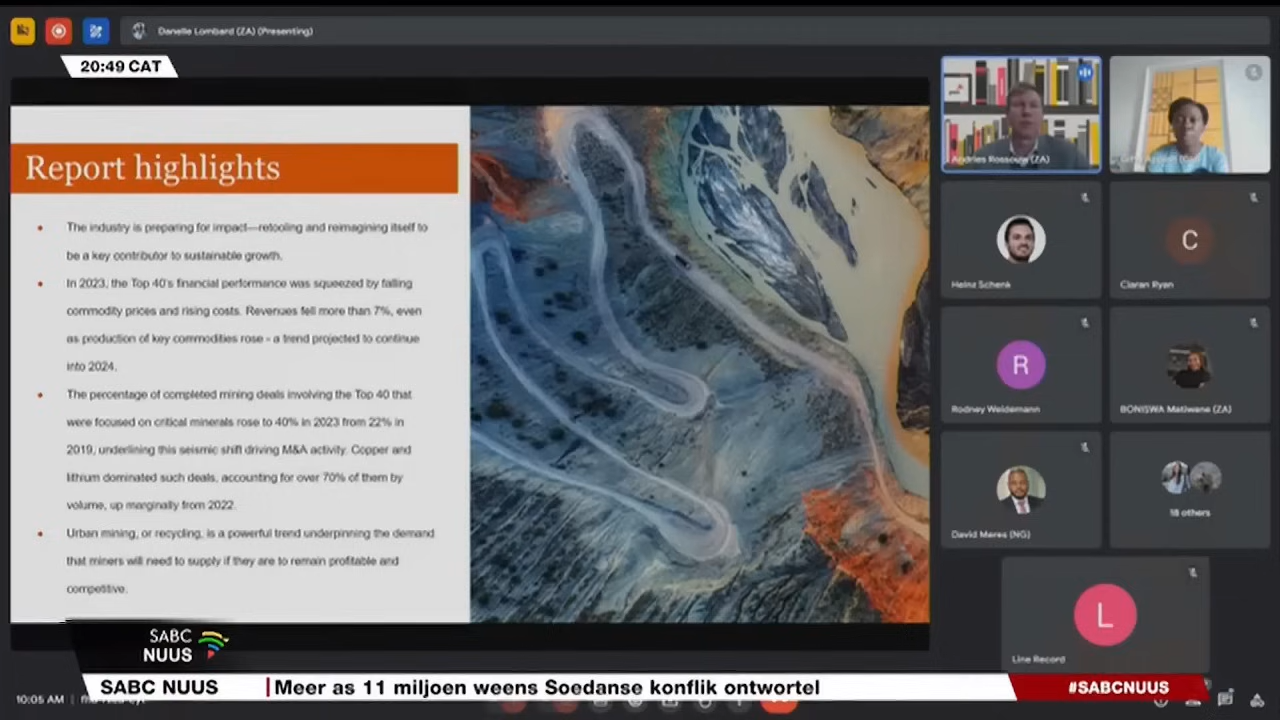 Danelle Lombard (ZA) (Presenting)
20:49 CAT
Report highlights
The industry is preparing for impact—retooling and reimagining itself to
be a key contributor to sustainable growth.
In 2023, the Top 40's financial performance was squeezed by falling
commodity prices and rising costs. Revenues fell more than 7%, even
as production of key commodities rose - a trend projected to continue
into 2024.
The percentage of completed mining deals involving the Top 40 that
were focused on critical minerals rose to 40% in 2023 from 22% in
2019, underlining this seismic shift driving M&A activity. Copper and
lithium dominated such deals, accounting for over 70% of them by
volume, up marginally from 2022.
Urban mining, or recycling, is a powerful trend underpinning the demand
that miners will need to supply if they are to remain profitable and
competitive.
Andries Rossouw (ZA)
Heinz Schenk
C
Ciaran Ryan
R
Rodney Weidemann
BONISWA Matiwane (ZA)
David Meres (NG)
18 others
L
Line Record
SABC
NUUS
10:05 AM
SABC NUUS
Meer as 11 miljoen weens Soedanse konflik ontwortel
#SABCNUUS